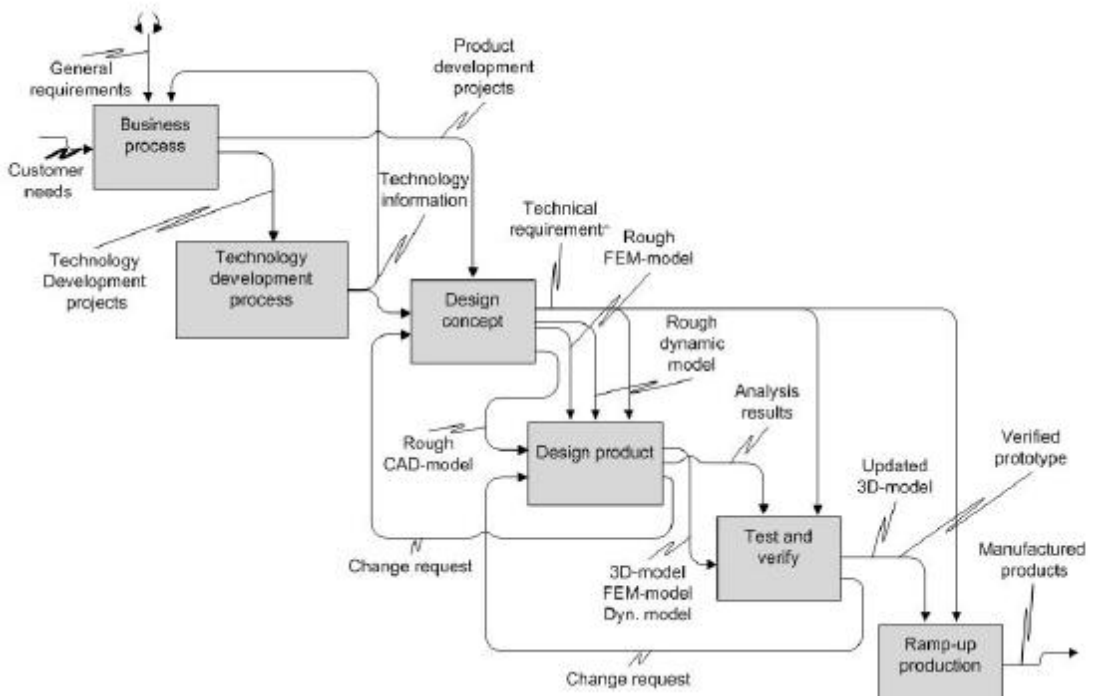 General
requirements
Product
development
projects
Business
process
Customer
needs
Technology
information
Technology
Development
projects
Technology
development
process
Technical
requirement
Rough
FEM-model
Design
concept
Rough
dynamic
model
Analysis
results
Rough
CAD-model
Design product
Verified
prototype
Updated
3D-model
Change request
3D-model
FEM-model
Dyn. model
Test and
verify
Manufactured
products
Change request
Ramp-up
production